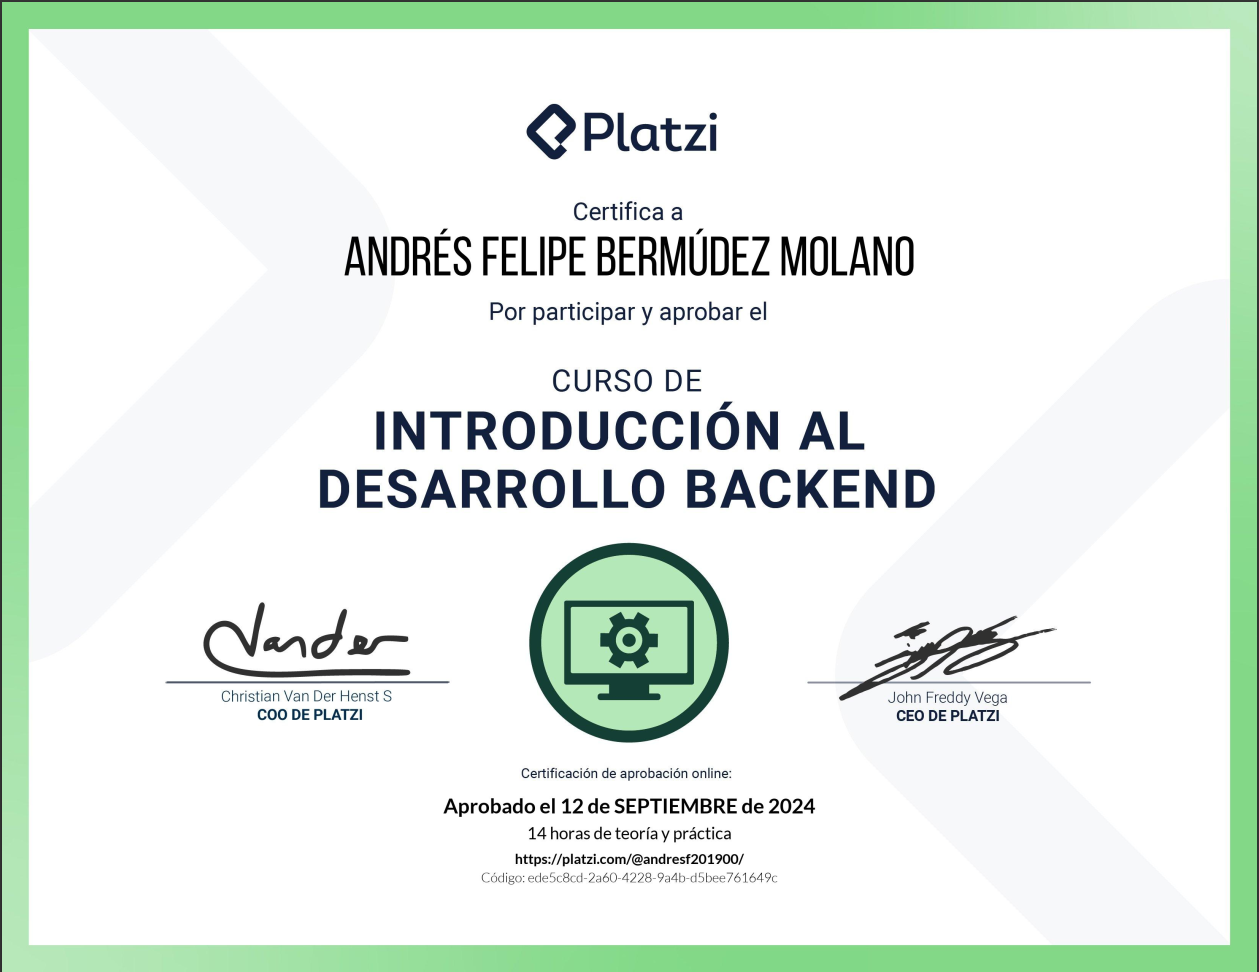 Platzi
Certifica a
ANDRÉS FELIPE BERMÚDEZ MOLANO
Por participar y aprobar el
CURSO DE
INTRODUCCIÓN AL
DESARROLLO BACKEND
Vander
Christian Van Der Henst S
COO DE PLATZI
John Freddy Vega
CEO DE PLATZI
Certificación de aprobación online:
Aprobado el 12 de SEPTIEMBRE de 2024
14 horas de teoría y práctica
https://platzi.com/@andresf201900/
Código: ede5c8cd-2a60-4228-9a4b-d5bee761649c